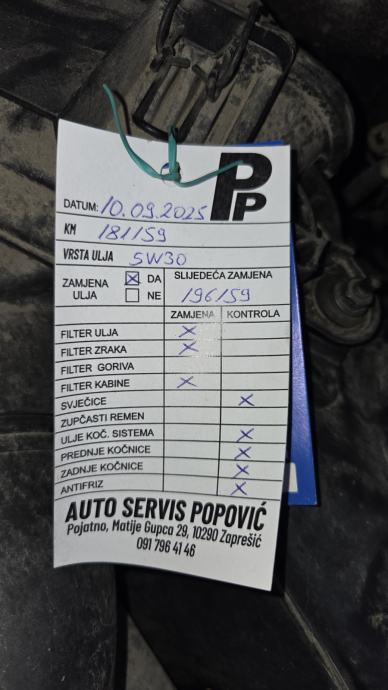 PP
DATUM: 10.09.2025
KM 181159
VRSTA ULJA 5W30
ZAMJENA ULJA X DA NE
SLIJEDEĆA ZAMJENA
196159
ZAMJENA KONTROLA
FILTER ULJA X
FILTER ZRAKA X
FILTER GORIVA
FILTER KABINE X
SVJEČICE X
ZUPČASTI REMEN
ULJE KOČ. SISTEMA X
PREDNJE KOČNICE X
ZADNJE KOČNICE X
ANTIFRIZ X
AUTO SERVIS POPOVIĆ
Pojatno, Matije Gupca 29, 10290 Zaprešić
091 796 41 46